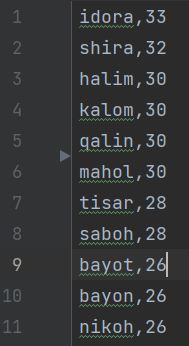 1 idora,33
2 shira,32
3 halim,30
4 kalom,30
5 qalin,30
6 mahol,30
7 tisar,28
8 saboh,28
9 bayot,26
10 bayon,26
11 nikoh,26